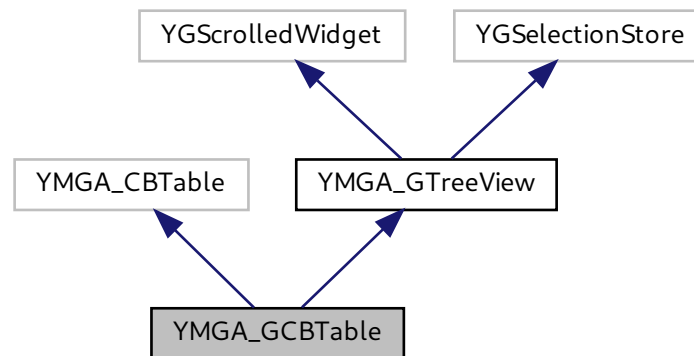 YGScrolledWidget
YGSelectionStore
YMGA_CBTable
YMGA_GTreeView
YMGA_GCBTable